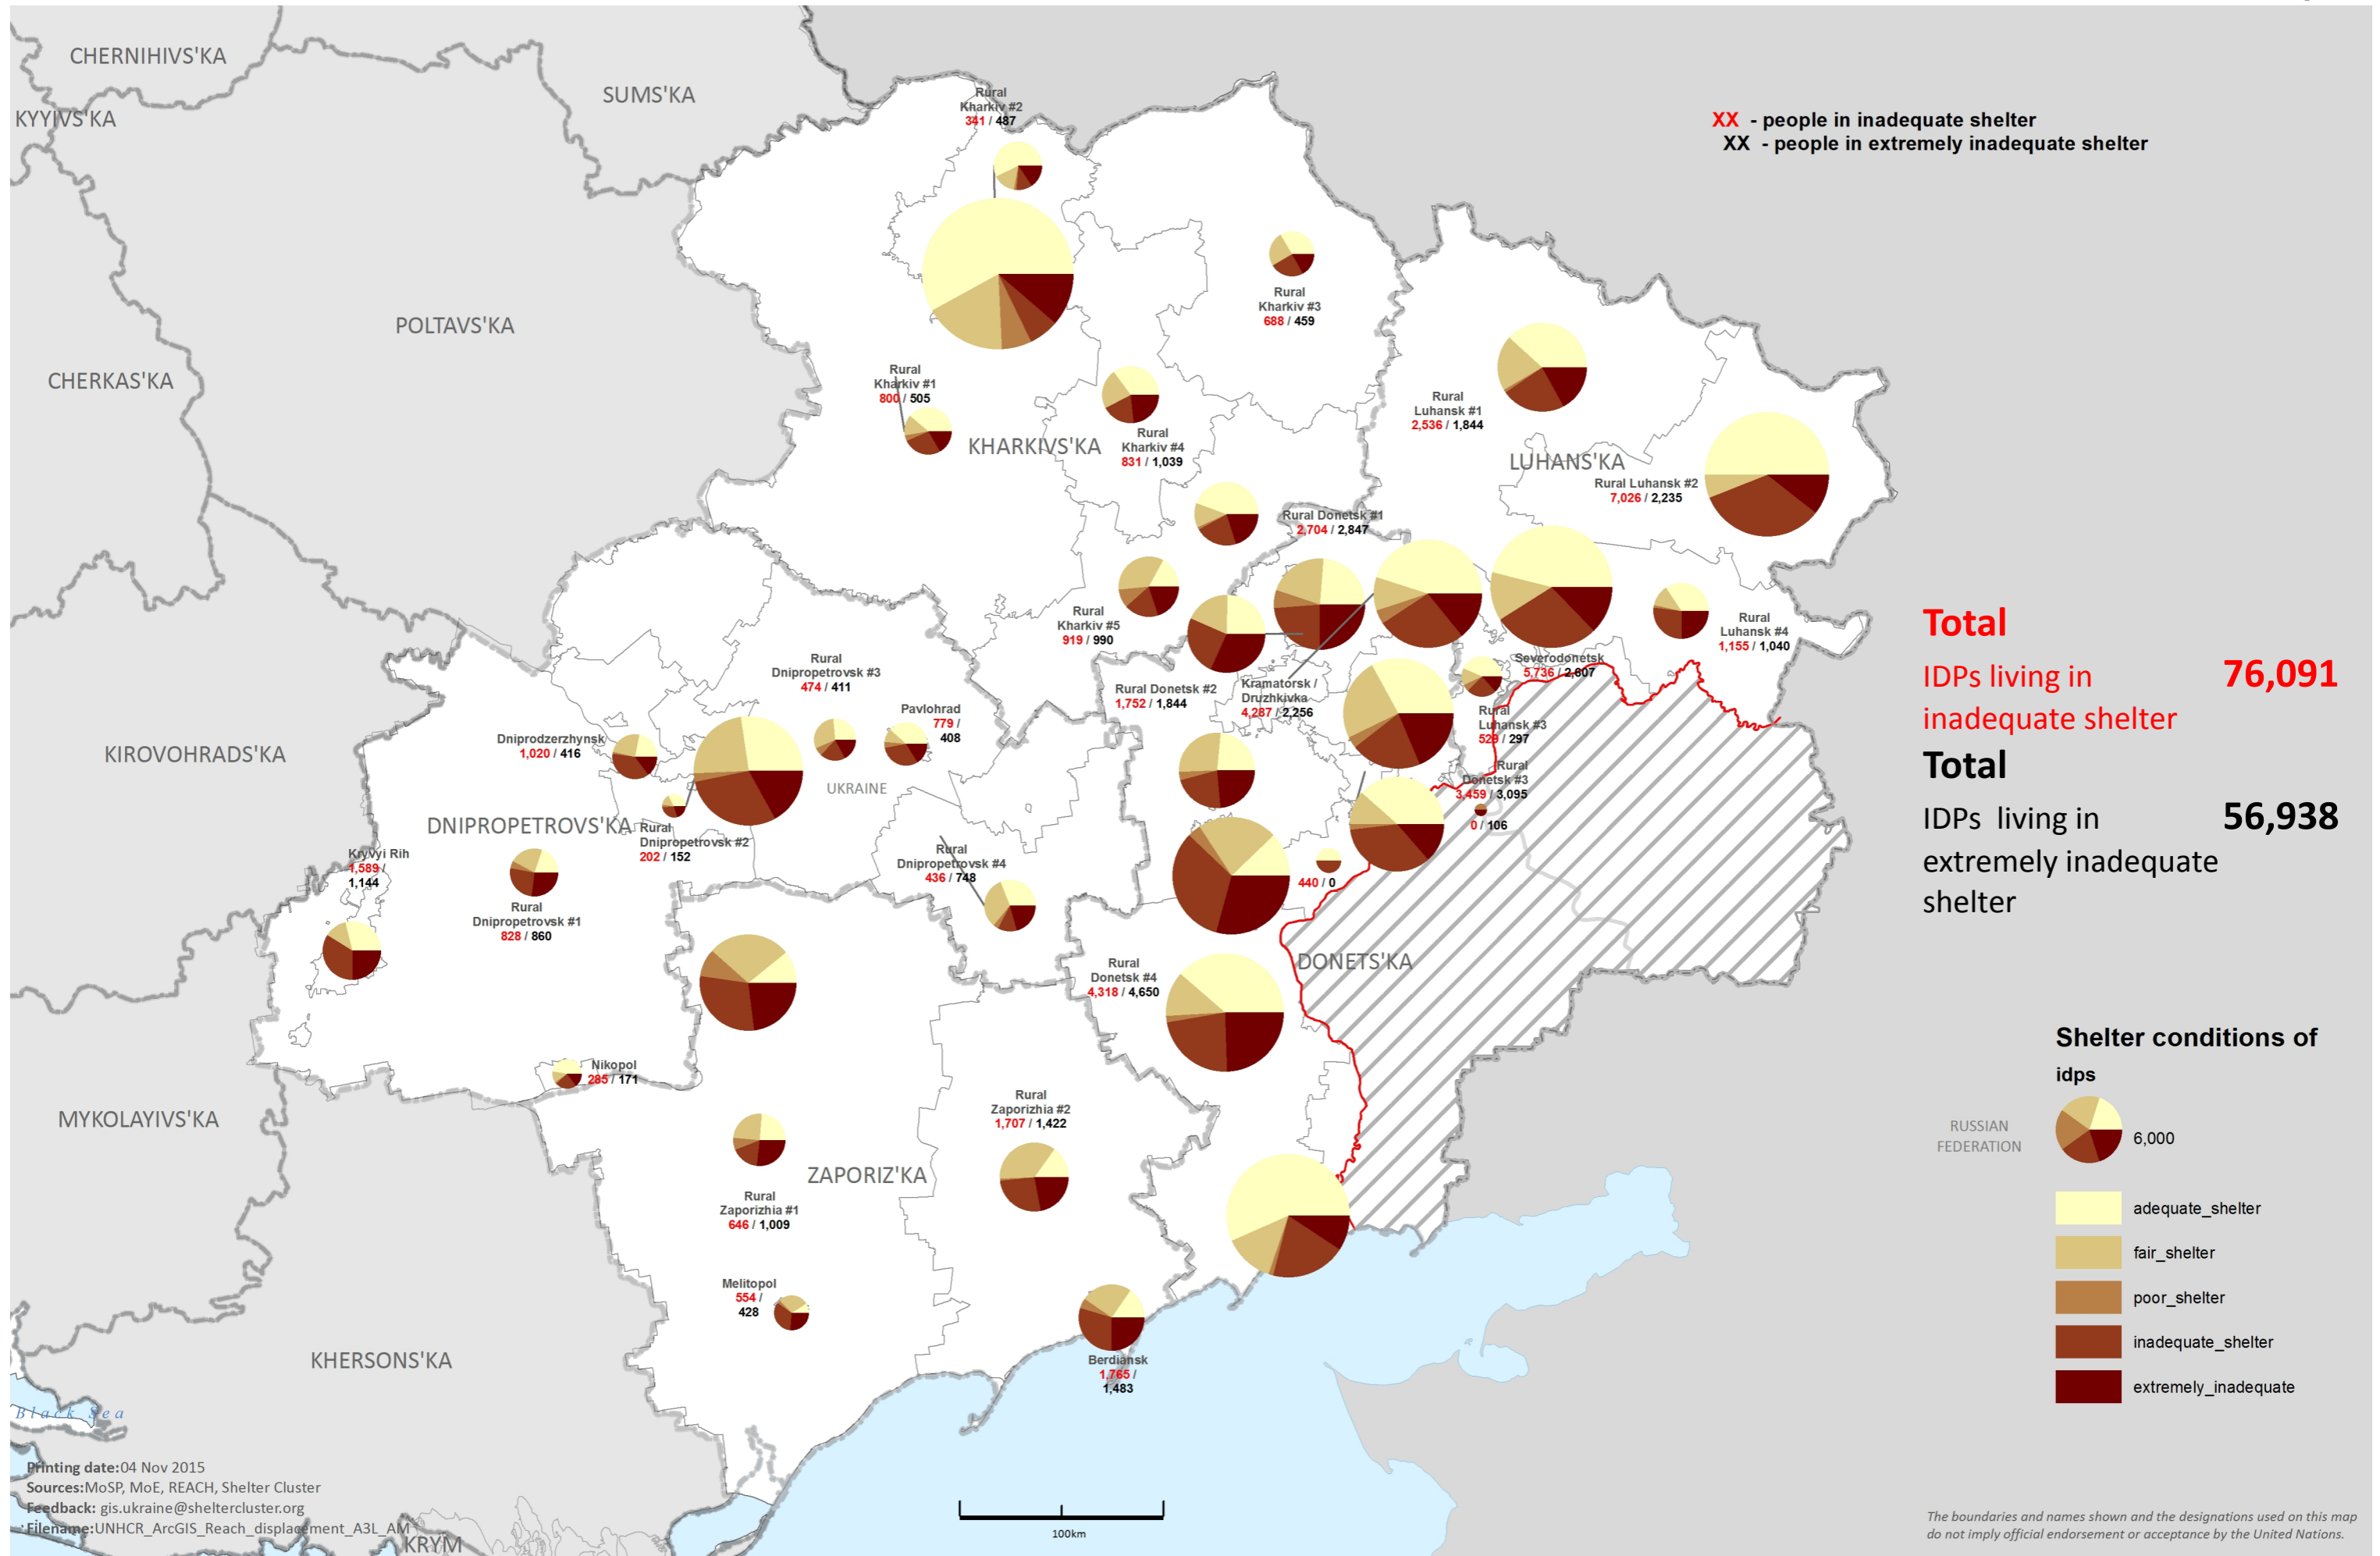 CHERNIHIVS'KA
KYYIVS'KA
SUMS'KA
POLTAVS'KA
CHERKAS'KA
KIROVOHRADS'KA
MYKOLAYIVS'KA
KHERSONS'KA
KRYM
Black Sea
XX - people in inadequate shelter
XX - people in extremely inadequate shelter
Rural
Kharkiv #2
341 / 487
Rural
Kharkiv #3
688 / 459
Rural
Kharkiv #1
800 / 505
KHARKIVS'KA
Rural
Kharkiv #4
831 / 1,039
Rural
Luhansk #1
2,536 / 1,844
LUHANS'KA
Rural Luhansk #2
7,026 / 2,235
Rural Donetsk #1
2,704 / 2,847
Rural
Kharkiv #5
919 / 990
Rural
Luhansk #4
1,155 / 1,040
Severodonetsk
5,736 / 2,607
Rural Donetsk #2
1,752 / 1,844
Kramatorsk /
Druzhkivka
4,287 / 2,256
Rural
Luhansk #3
529 / 297
Rural
Donetsk #3
3,459 / 3,095
0 / 106
440 / 0
Rural
Dnipropetrovsk #3
474 / 411
Pavlohrad
779 /
408
Dniprodzerzhynsk
1,020 / 416
UKRAINE
DNIPROPETROVS'KA
Rural
Dnipropetrovsk #2
202 / 152
Kryvyi Rih
1,589 /
1,144
Rural
Dnipropetrovsk #4
436 / 748
Rural
Dnipropetrovsk #1
828 / 860
Rural
Donetsk #4
4,318 / 4,650
DONETS'KA
Nikopol
285 / 171
Rural
Zaporizhia #2
1,707 / 1,422
ZAPORIZ'KA
Rural
Zaporizhia #1
646 / 1,009
Melitopol
554 /
428
Berdiansk
1,765 /
1,483
Total
IDPs living in 76,091
inadequate shelter
Total
IDPs living in 56,938
extremely inadequate
shelter
Shelter conditions of
idps
RUSSIAN
FEDERATION
6,000
adequate_shelter
fair_shelter
poor_shelter
inadequate_shelter
extremely_inadequate
Printing date:04 Nov 2015
Sources:MoSP, MoE, REACH, Shelter Cluster
Feedback: gis.ukraine@sheltercluster.org
Filename:UNHCR_ArcGIS_Reach_displacement_A3L_AM
100km
The boundaries and names shown and the designations used on this map
do not imply official endorsement or acceptance by the United Nations.